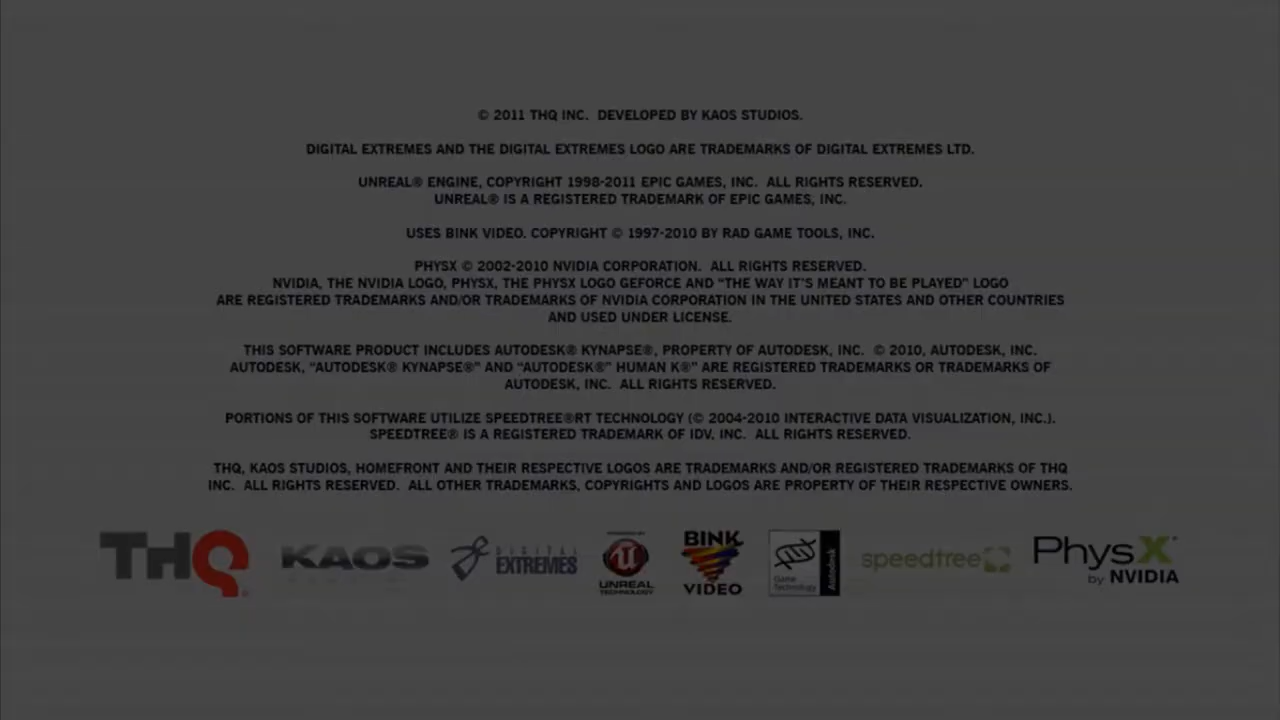 © 2011 THQ INC.  DEVELOPED BY KAOS STUDIOS.
DIGITAL EXTREMES AND THE DIGITAL EXTREMES LOGO ARE TRADEMARKS OF DIGITAL EXTREMES LTD.
UNREAL® ENGINE, COPYRIGHT 1998-2011 EPIC GAMES, INC.  ALL RIGHTS RESERVED.
UNREAL® IS A REGISTERED TRADEMARK OF EPIC GAMES, INC.
USES BINK VIDEO. COPYRIGHT © 1997-2010 BY RAD GAME TOOLS, INC.
PHYSX © 2002-2010 NVIDIA CORPORATION.  ALL RIGHTS RESERVED.
NVIDIA, THE NVIDIA LOGO, PHYSX, THE PHYSX LOGO GEFORCE AND “THE WAY IT’S MEANT TO BE PLAYED” LOGO
ARE REGISTERED TRADEMARKS AND/OR TRADEMARKS OF NVIDIA CORPORATION IN THE UNITED STATES AND OTHER COUNTRIES
AND USED UNDER LICENSE.
THIS SOFTWARE PRODUCT INCLUDES AUTODESK® KYNAPSE®, PROPERTY OF AUTODESK, INC.  © 2010, AUTODESK, INC.
AUTODESK, “AUTODESK® KYNAPSE®” AND “AUTODESK®” HUMAN K®” ARE REGISTERED TRADEMARKS OR TRADEMARKS OF
AUTODESK, INC.  ALL RIGHTS RESERVED.
PORTIONS OF THIS SOFTWARE UTILIZE SPEEDTREE®RT TECHNOLOGY (© 2004-2010 INTERACTIVE DATA VISUALIZATION, INC.).
SPEEDTREE® IS A REGISTERED TRADEMARK OF IDV, INC.  ALL RIGHTS RESERVED.
THQ, KAOS STUDIOS, HOMEFRONT AND THEIR RESPECTIVE LOGOS ARE TRADEMARKS AND/OR REGISTERED TRADEMARKS OF THQ
INC.  ALL RIGHTS RESERVED.  ALL OTHER TRADEMARKS, COPYRIGHTS AND LOGOS ARE PROPERTY OF THEIR RESPECTIVE OWNERS.
THQ
KAOS
DIGITAL
EXTREMES
UNREAL
TECHNOLOGY
BINK
VIDEO
Game
Technology
Autodesk
speedtree
PhysX
by NVIDIA